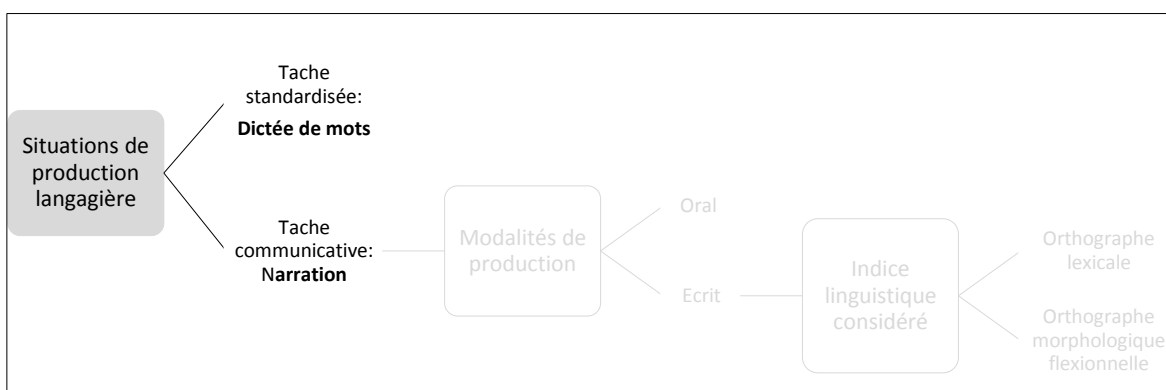 Tache
standardisée:
Dictée de mots
Situations de
production
langagière
Tache
communicative:
Narration
Modalités de
production
Oral
Ecrit
Indice
linguistique
considéré
Orthographe
lexicale
Orthographe
morphologique
flexionnelle